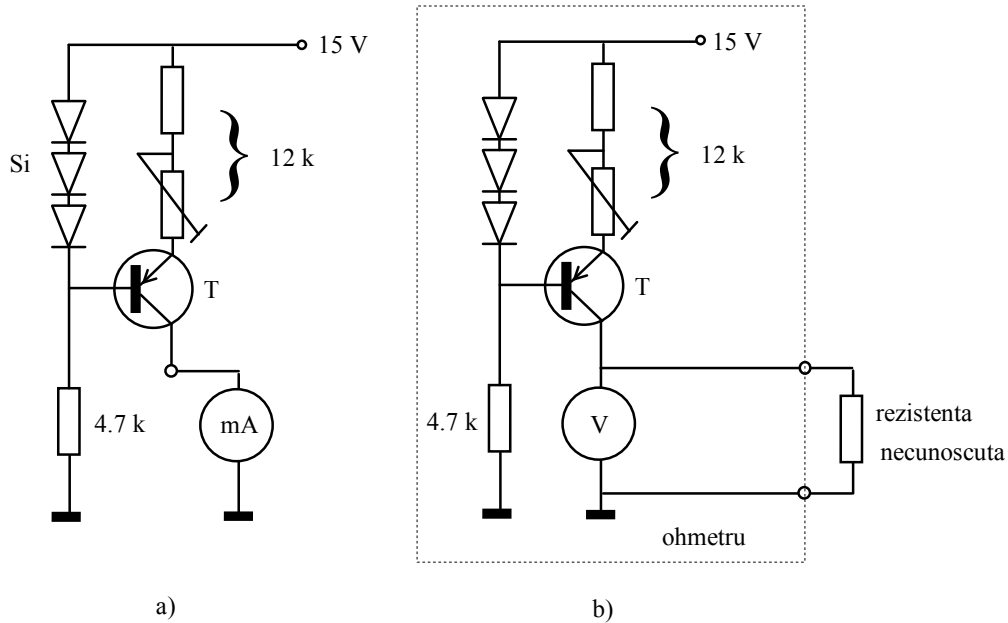 15 V
Si
12 k
T
4.7 k
mA
a)
15 V
12 k
T
4.7 k
V
rezistenta
necunoscuta
ohmetru
b)